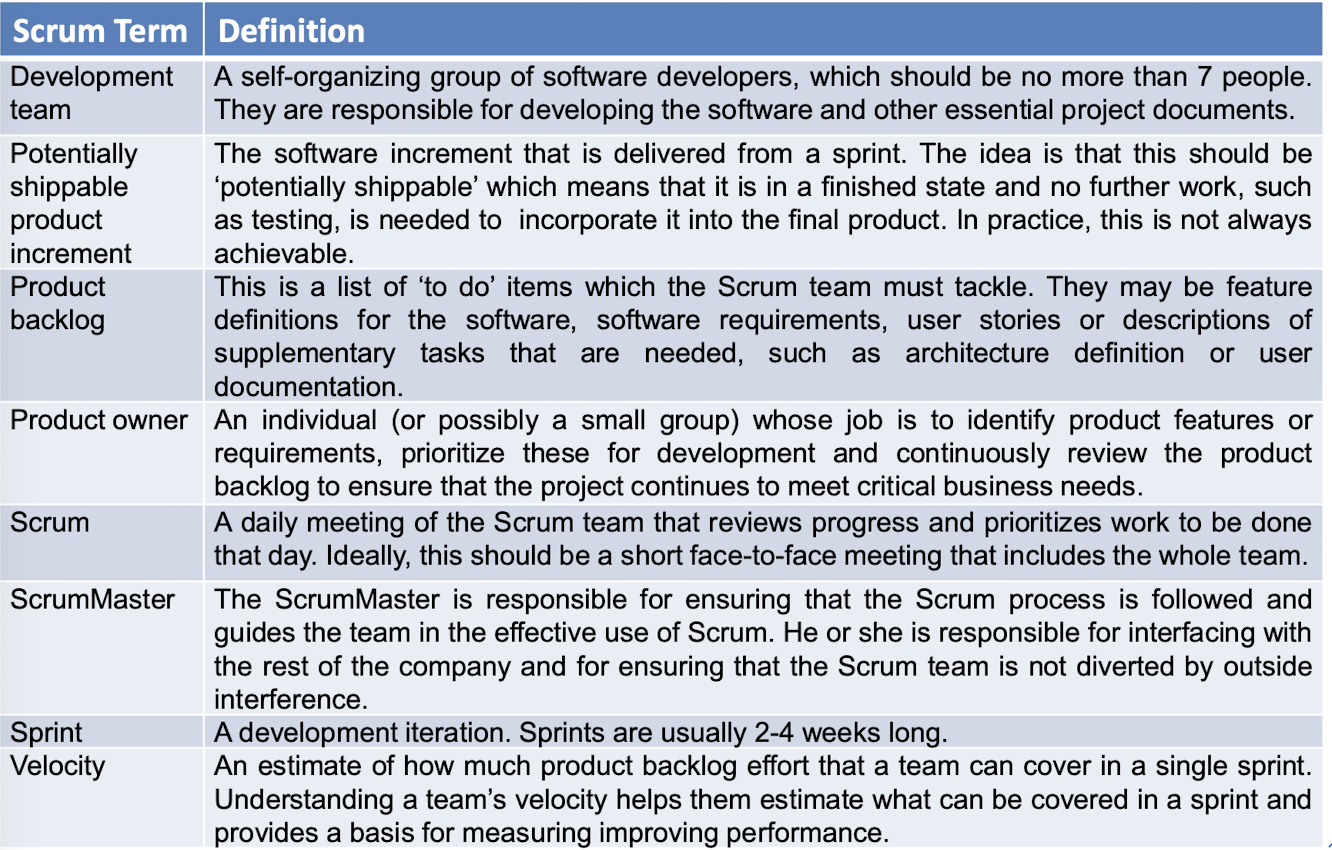 Scrum Term Definition
Development team
A self-organizing group of software developers, which should be no more than 7 people.
They are responsible for developing the software and other essential project documents.
Potentially
shippable
product
increment
The software increment that is delivered from a sprint. The idea is that this should be
‘potentially shippable’ which means that it is in a finished state and no further work, such
as testing, is needed to incorporate it into the final product. In practice, this is not always
achievable.
Product
backlog
This is a list of ‘to do’ items which the Scrum team must tackle. They may be feature
definitions for the software, software requirements, user stories or descriptions of
supplementary tasks that are needed, such as architecture definition or user
documentation.
Product owner
An individual (or possibly a small group) whose job is to identify product features or
requirements, prioritize these for development and continuously review the product
backlog to ensure that the project continues to meet critical business needs.
Scrum
A daily meeting of the Scrum team that reviews progress and prioritizes work to be done
that day. Ideally, this should be a short face-to-face meeting that includes the whole team.
ScrumMaster
The ScrumMaster is responsible for ensuring that the Scrum process is followed and
guides the team in the effective use of Scrum. He or she is responsible for interfacing with
the rest of the company and for ensuring that the Scrum team is not diverted by outside
interference.
Sprint
A development iteration. Sprints are usually 2-4 weeks long.
Velocity
An estimate of how much product backlog effort that a team can cover in a single sprint.
Understanding a team’s velocity helps them estimate what can be covered in a sprint and
provides a basis for measuring improving performance.